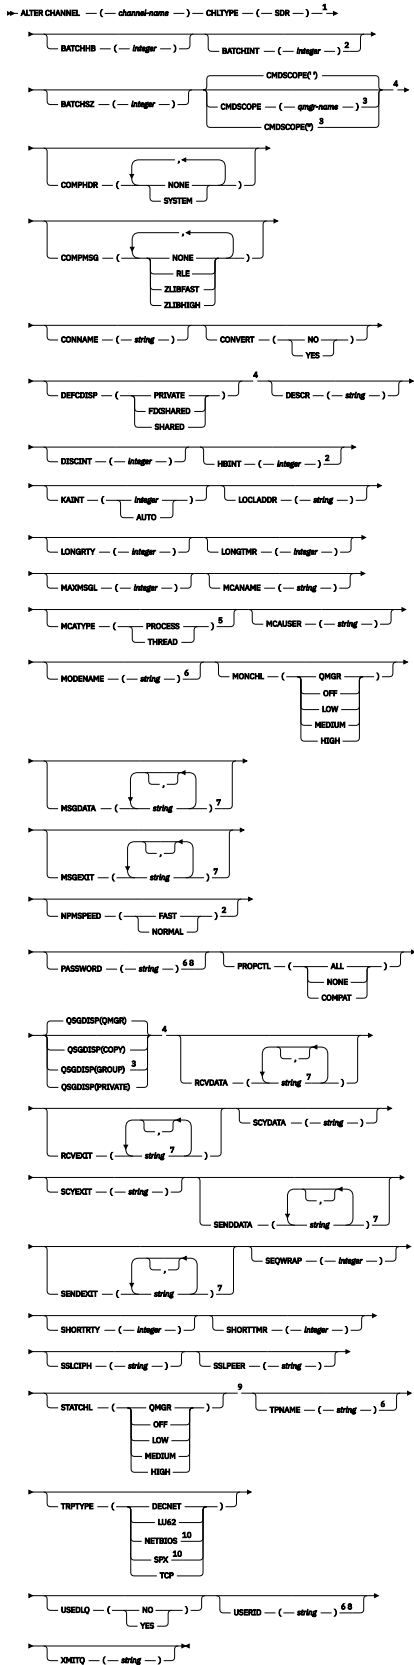 ALTER CHANNEL ( channel-name ) CHLTYPE ( SDR ) 1
BATCHHB ( integer ) BATCHINT ( integer ) 2
CMDSCOPE(' ')
BATCHSZ ( integer ) CMDSCOPE ( qmgr-name ) 3 4
CMDSCOPE(*) 3
,
COMPHDR ( NONE )
SYSTEM
,
COMPMSG ( NONE )
RLE
ZLIBFAST
ZLIBHIGH
CONNAME ( string ) CONVERT ( NO )
YES
DEFCDISP ( PRIVATE ) 4 DESCR ( string )
FIXSHARED
SHARED
DISCINT ( integer ) HBINT ( integer ) 2
KAINT ( integer ) LOCLADDR ( string )
AUTO
LONGRTY ( integer ) LONGTMR ( integer )
MAXMSGL ( integer ) MCANAME ( string )
MCATYPE ( PROCESS ) 5 MCAUSER ( string )
THREAD
MODENAME ( string ) 6 MONCHL ( QMGR )
OFF
LOW
MEDIUM
HIGH
,
MSGDATA ( string ) 7
,
MSGEXIT ( string ) 7
NPMSPEED ( FAST ) 2
NORMAL
PASSWORD ( string ) 6 8 PROPCTL ( ALL )
NONE
COMPAT
QSGDISP(QMGR) 4
QSGDISP(COPY)
QSGDISP(GROUP) 3
QSGDISP(PRIVATE)
,
RCVDATA ( string 7 )
,
RCVEXIT ( string 7 ) SCYDATA ( string )
SCYEXIT ( string )
,
SENDDATA ( string ) 7
,
SENDEXIT ( string ) 7 SEQWRAP ( integer )
SHORTRTY ( integer ) SHORTTMR ( integer )
SSLCIPH ( string ) SSLPEER ( string )
STATCHL ( QMGR ) 9 TPNAME ( string ) 6
OFF
LOW
MEDIUM
HIGH
TRPTYPE ( DECNET )
LU62
NETBIOS 10
SPX 10
TCP
USEDLQ ( NO ) USERID ( string ) 6 8
YES
XMITQ ( string )